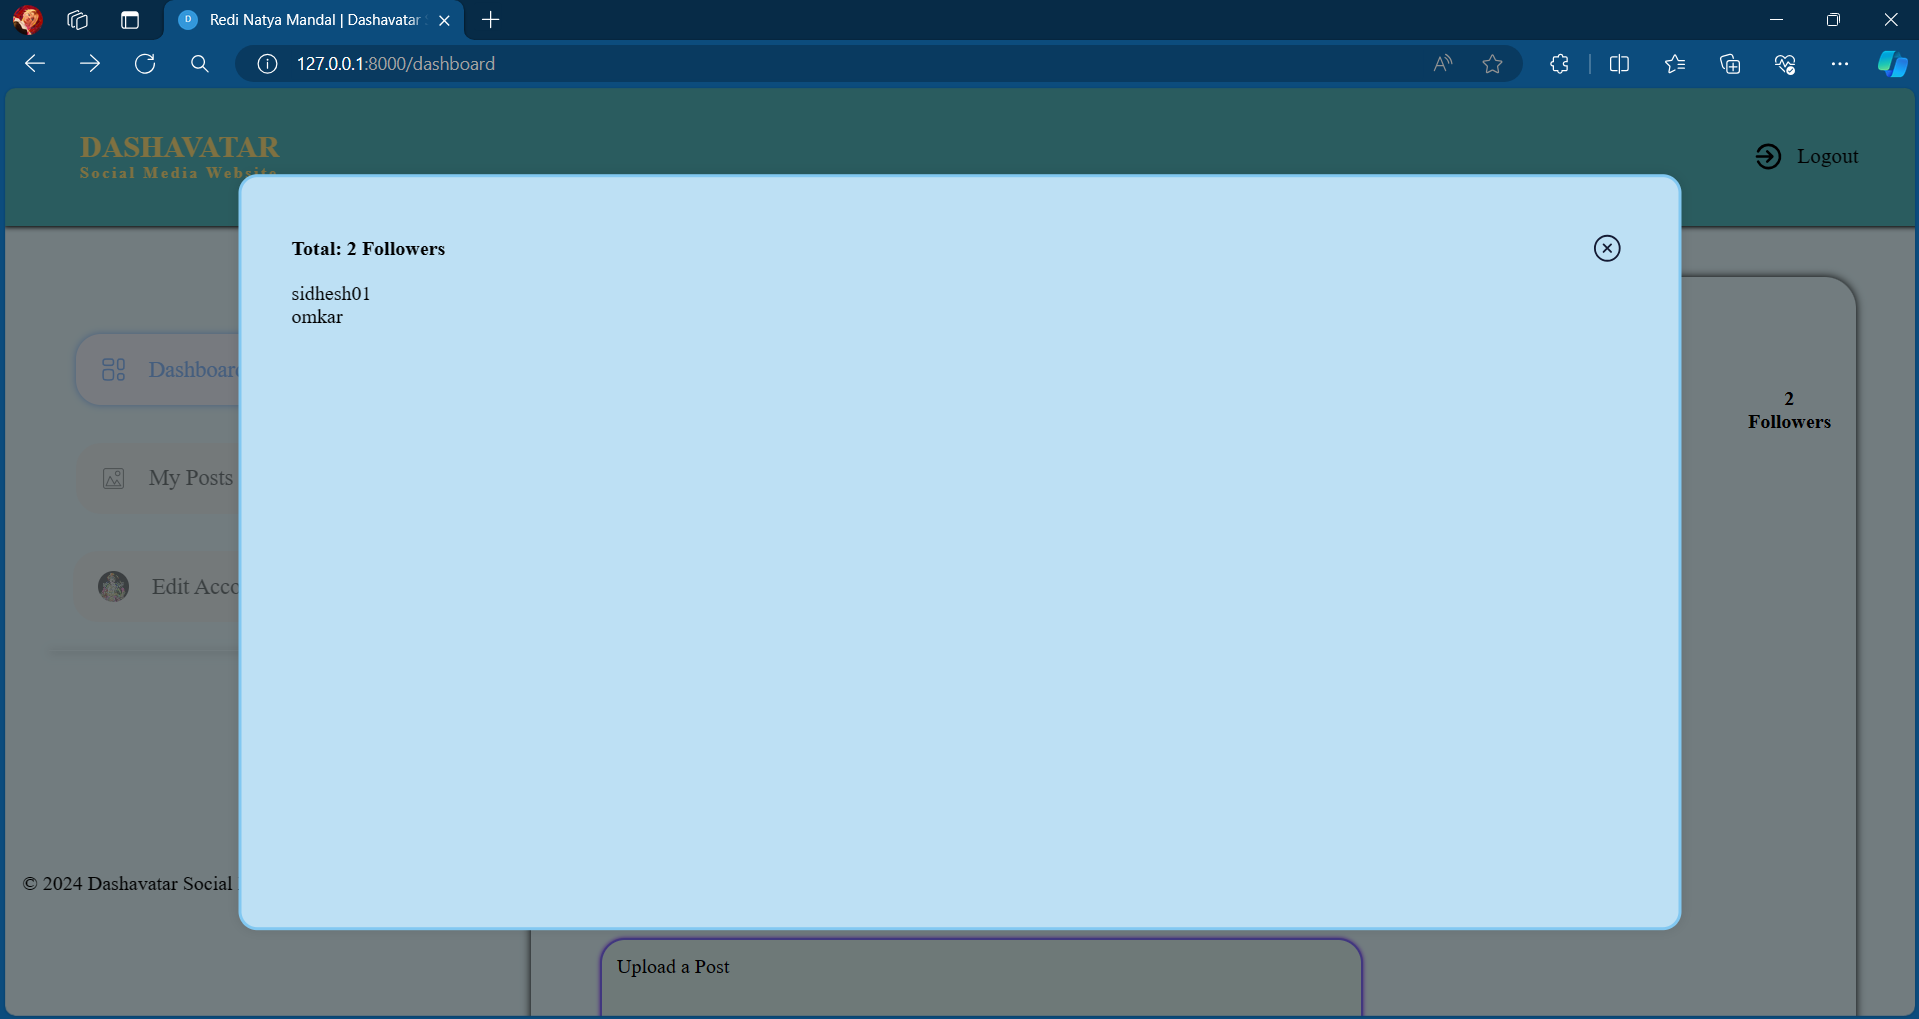 Redi Natya Mandal | Dashavatar
127.0.0.1:8000/dashboard
DASHAVATAR
Social Media Website
Logout
Total: 2 Followers
sidhesh01
omkar
Dashboard
My Posts
Edit Acco
2
Followers
© 2024 Dashavatar Social
Upload a Post